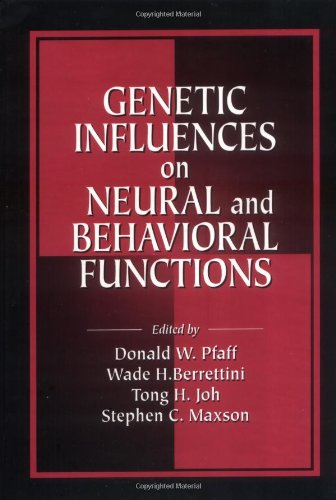 GENETIC
INFLUENCES
on
NEURAL and
BEHAVIORAL
FUNCTIONS
Edited by
Donald W. Pfaff
Wade H.Berrettini
Tong H. Joh
Stephen C. Maxson